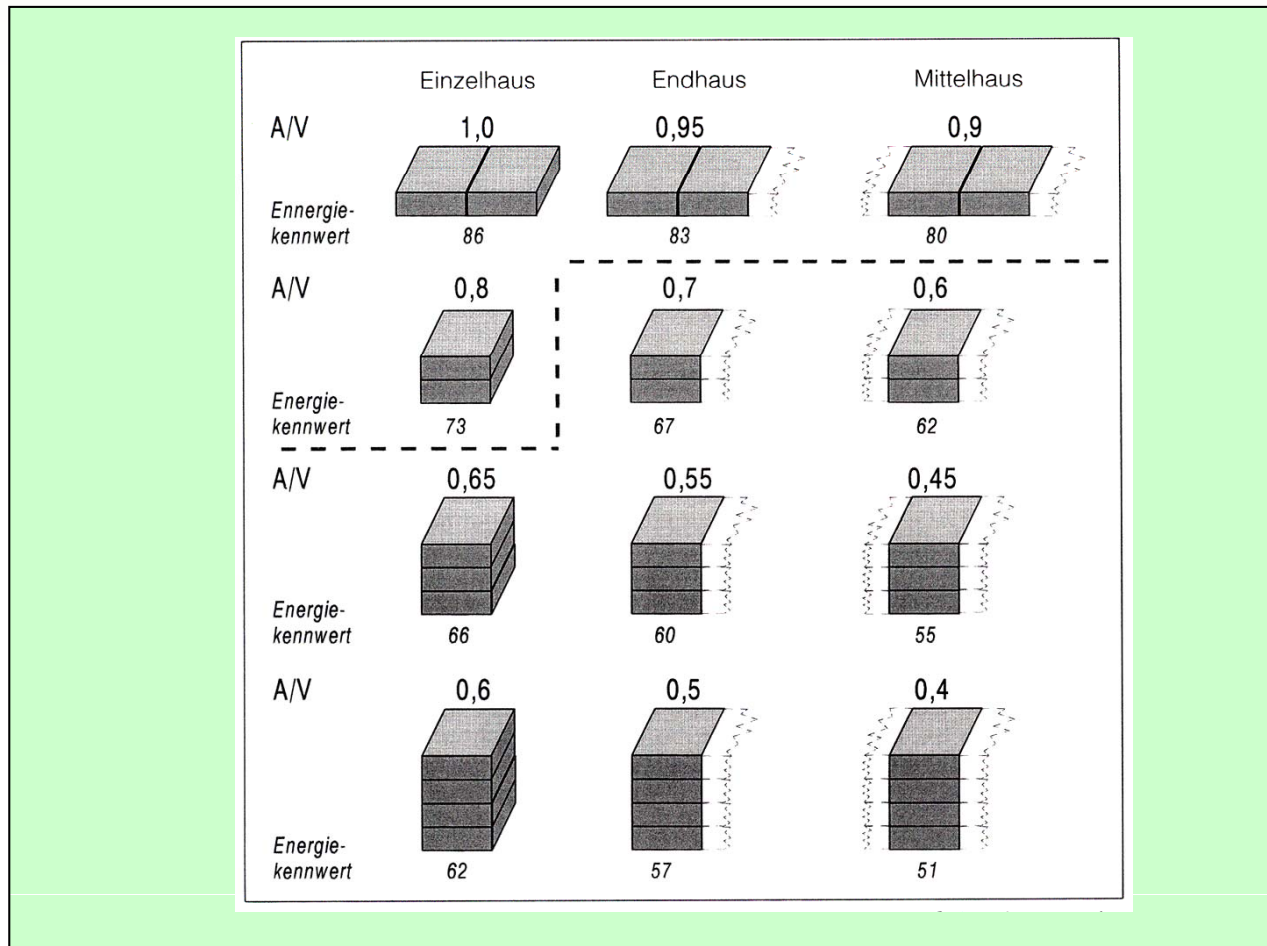 Einzelhaus Endhaus Mittelhaus
A/V 1,0 0,95 0,9
Ennergie-
kennwert 86 83 80
A/V 0,8 0,7 0,6
Energie-
kennwert 73 67 62
A/V 0,65 0,55 0,45
Energie-
kennwert 66 60 55
A/V 0,6 0,5 0,4
Energie-
kennwert 62 57 51